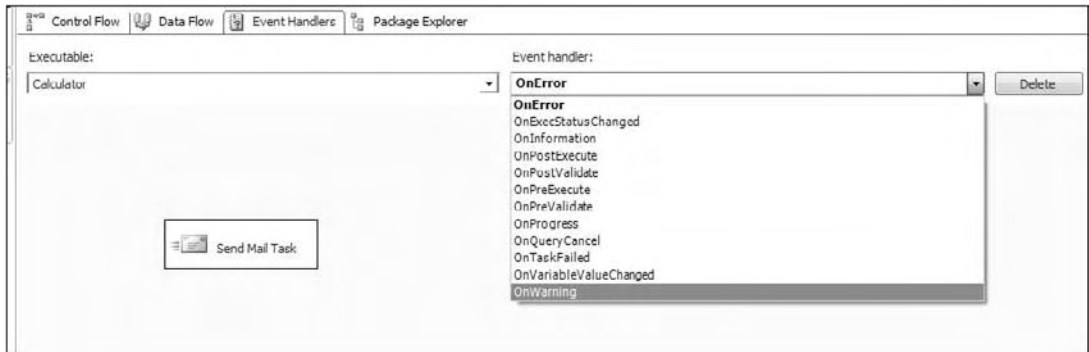 Control Flow Data Flow Event Handlers Package Explorer
Executable: Event handler:
Calculator OnError Delete
OnError
OnExecStatusChanged
OnInformation
OnPostExecute
OnPostValidate
OnPreExecute
OnPreValidate
OnProgress
OnQueryCancel
OnTaskFailed
OnVariableValueChanged
OnWarning
Send Mail Task